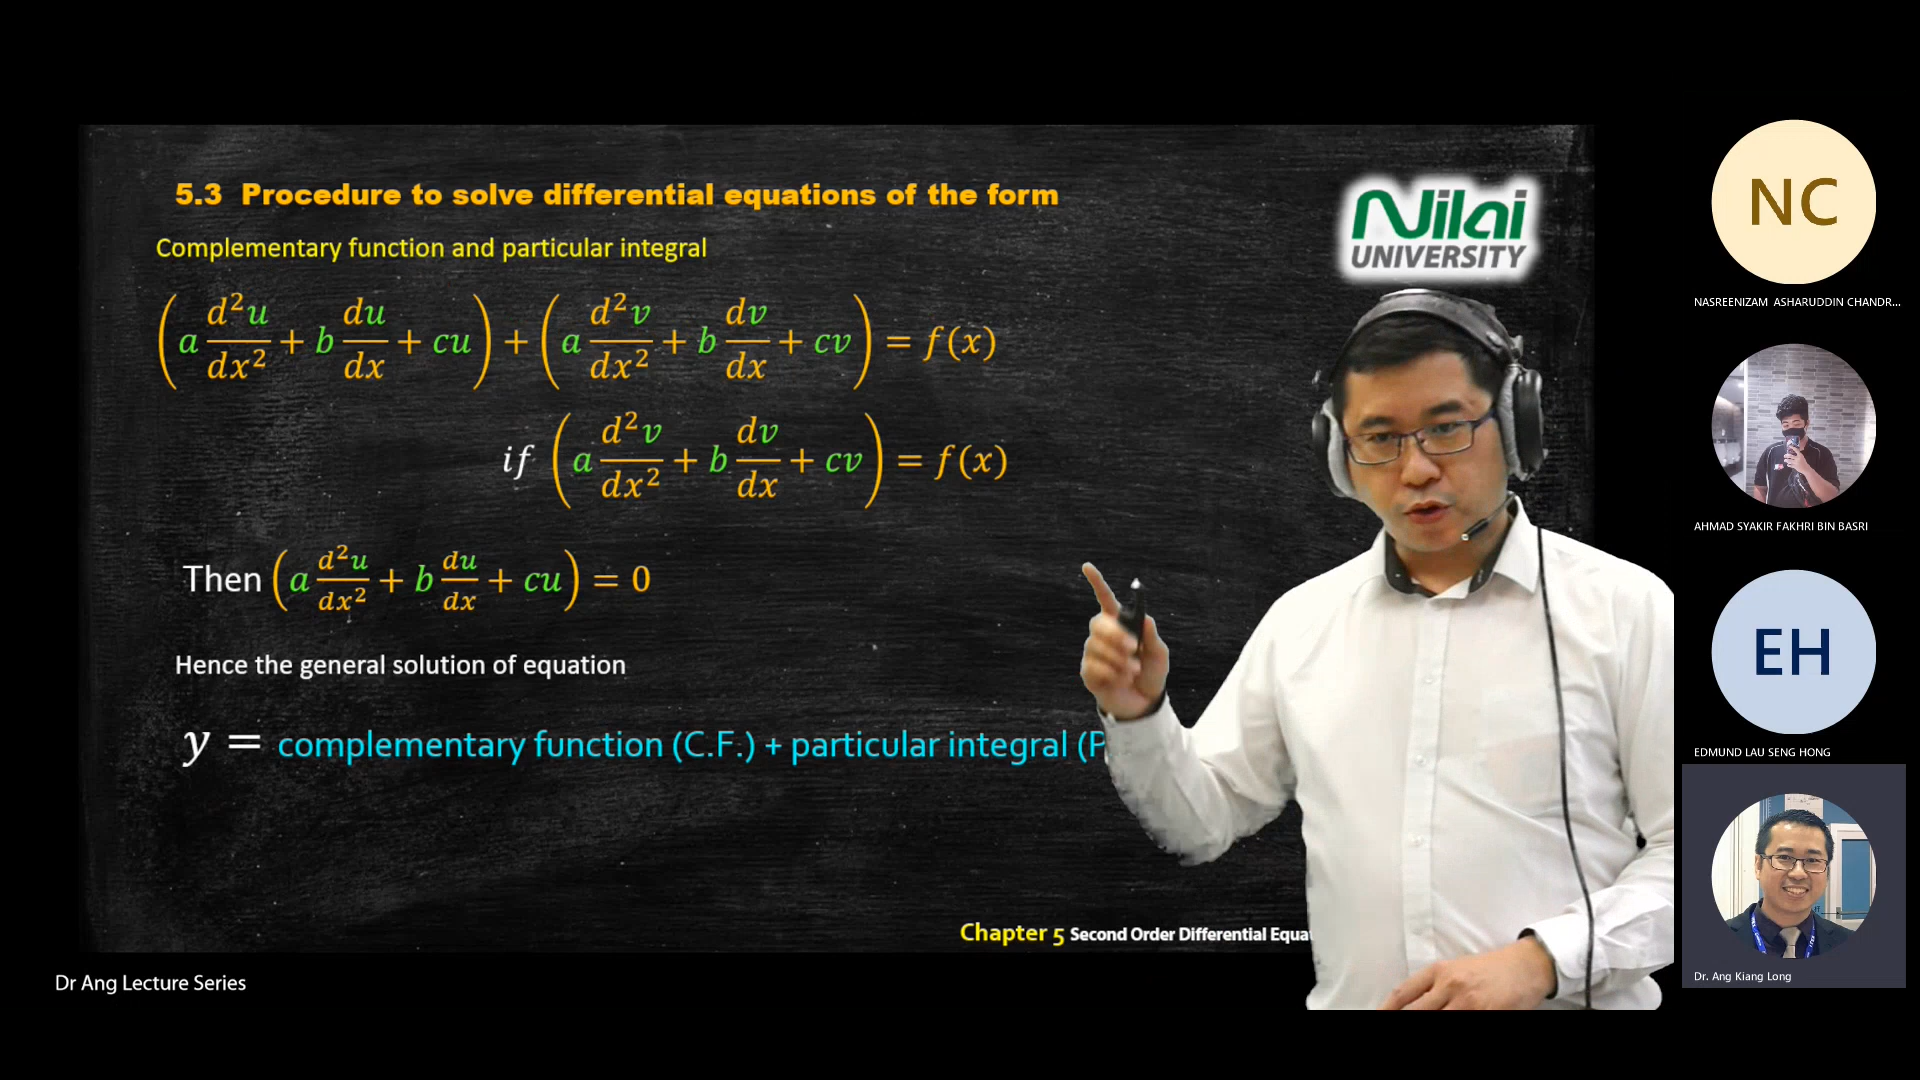 5.3 Procedure to solve differential equations of the form
Complementary function and particular integral
(a d²u/dx² + b du/dx + cu) + (a d²v/dx² + b dv/dx + cv) = f(x)
if (a d²v/dx² + b dv/dx + cv) = f(x)
Then (a d²u/dx² + b du/dx + cu) = 0
Hence the general solution of equation
y = complementary function (C.F.) + particular integral (P
Chapter 5 Second Order Differential Equa
Dr Ang Lecture Series
Nilai
UNIVERSITY
NC
NASREENIZAM ASHARUDDIN CHANDR...
AHMAD SYAKIR FAKHRI BIN BASRI
EH
EDMUND LAU SENG HONG
Dr. Ang Kiang Long